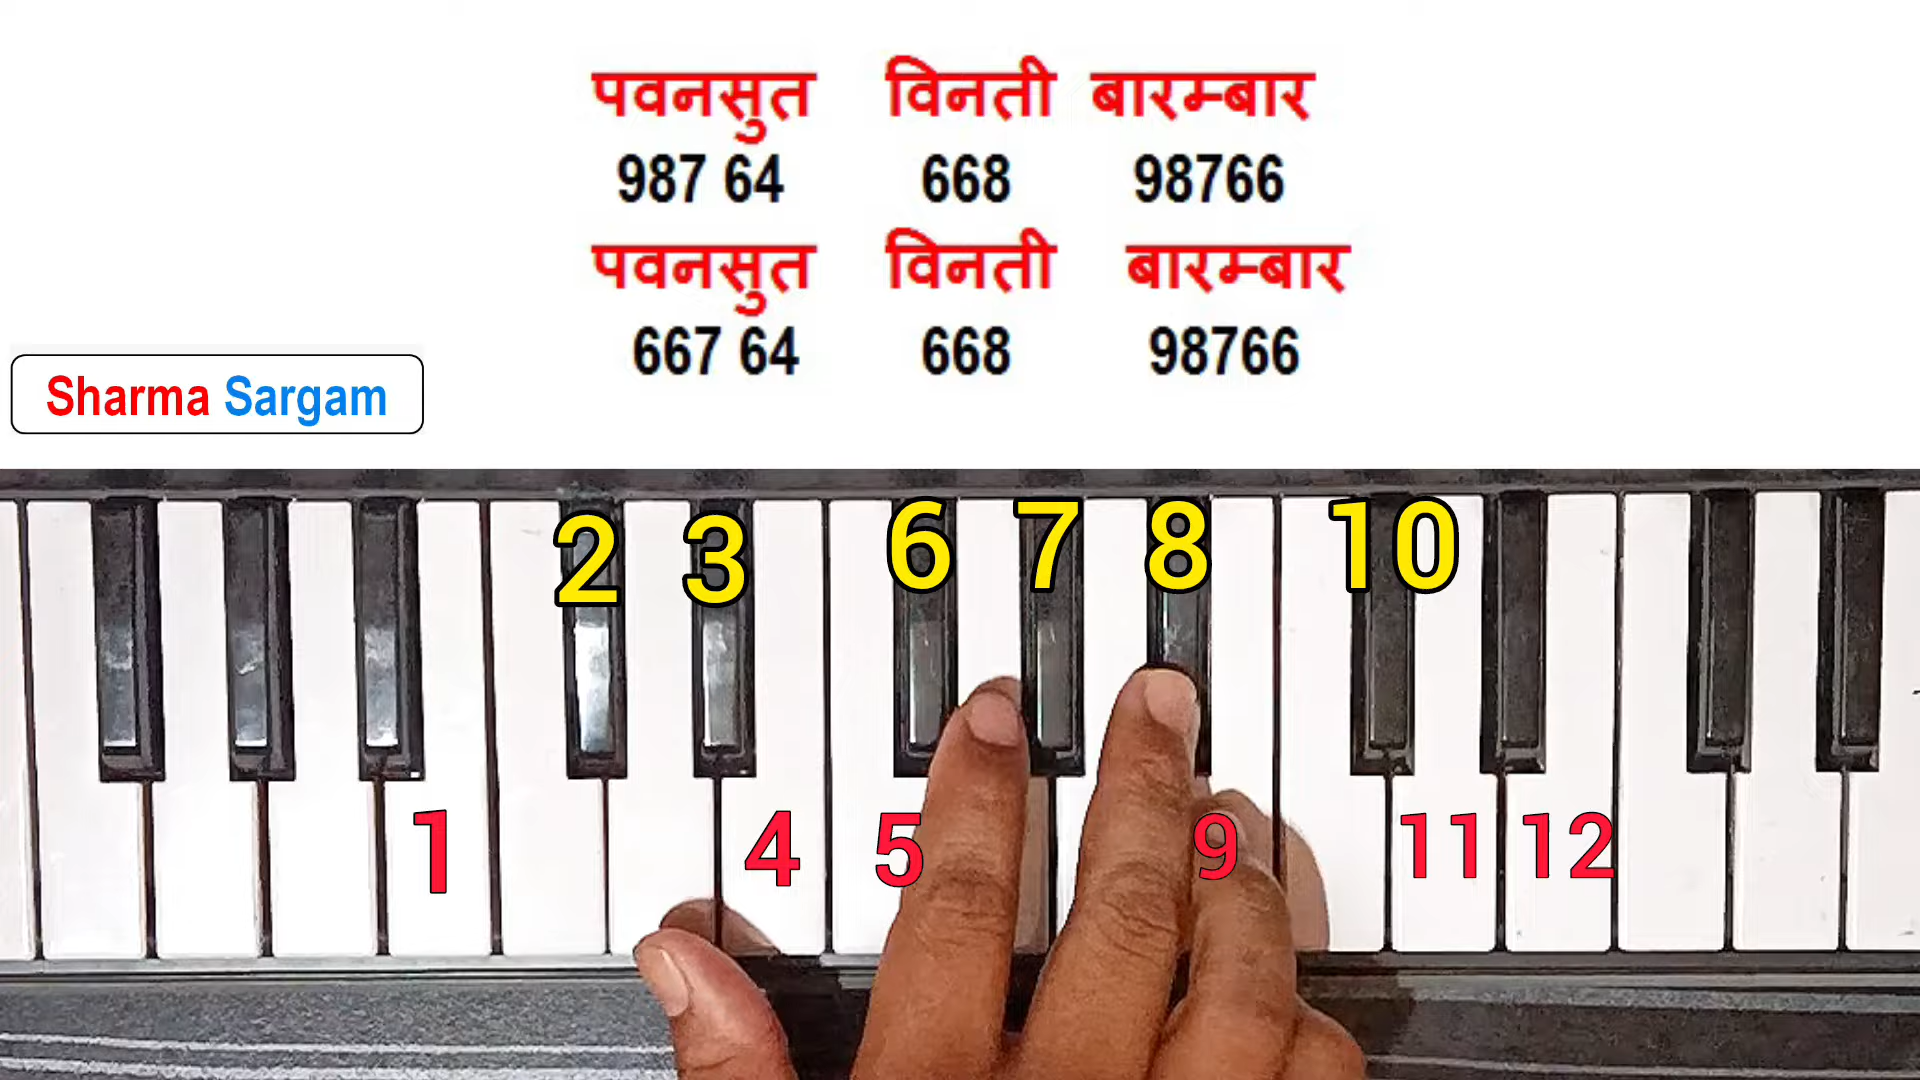 पवनसुत विनती बारम्बार
987 64 668 98766
पवनसुत विनती बारम्बार
667 64 668 98766
Sharma Sargam
2 3 6 7 8 10
1 4 5 9 11 12